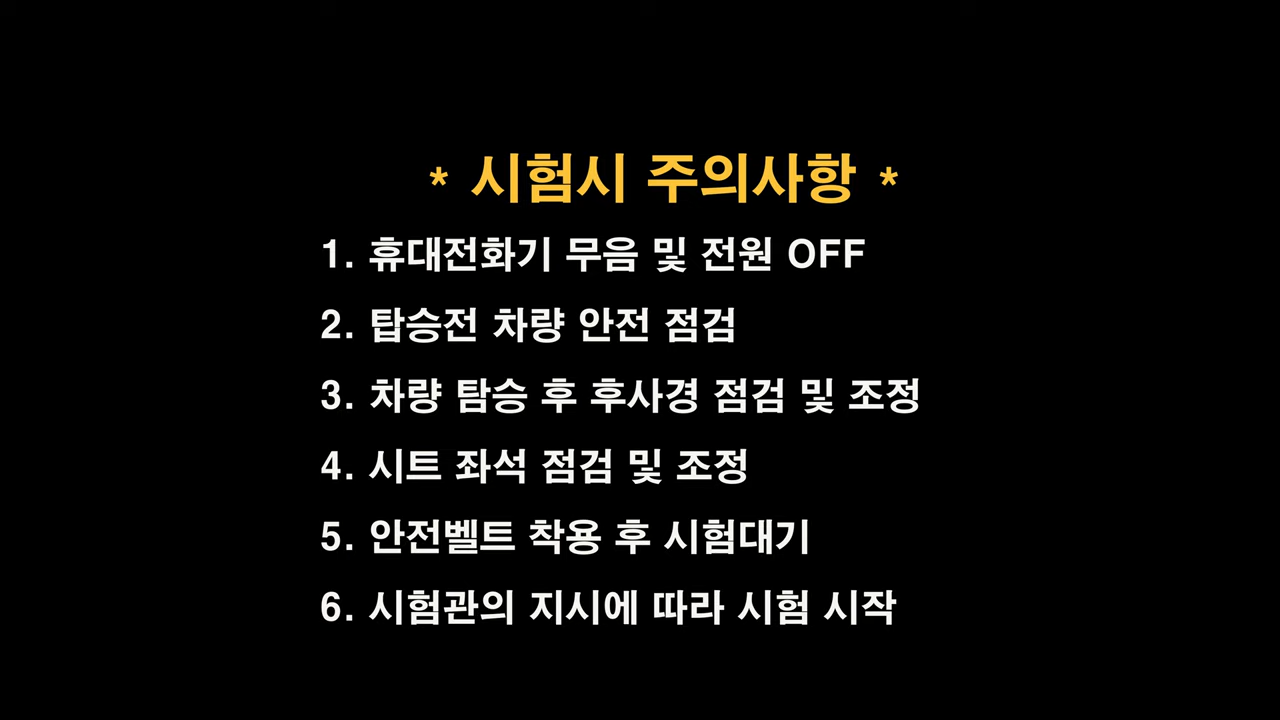 * 시험시 주의사항 *
1. 휴대전화기 무음 및 전원 OFF
2. 탑승전 차량 안전 점검
3. 차량 탐승 후 후사경 점검 및 조정
4. 시트 좌석 점검 및 조정
5. 안전벨트 착용 후 시험대기
6. 시험관의 지시에 따라 시험 시작